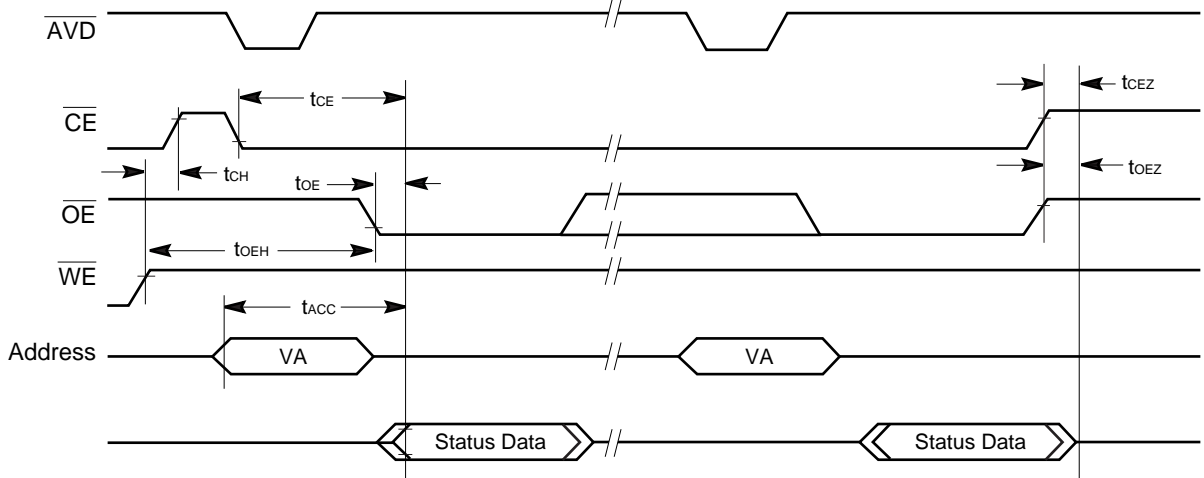 AVD
tCE
tCEZ
CE
tCH
tOE
tOEZ
OE
tOEH
WE
tACC
Address
VA
VA
Status Data
Status Data